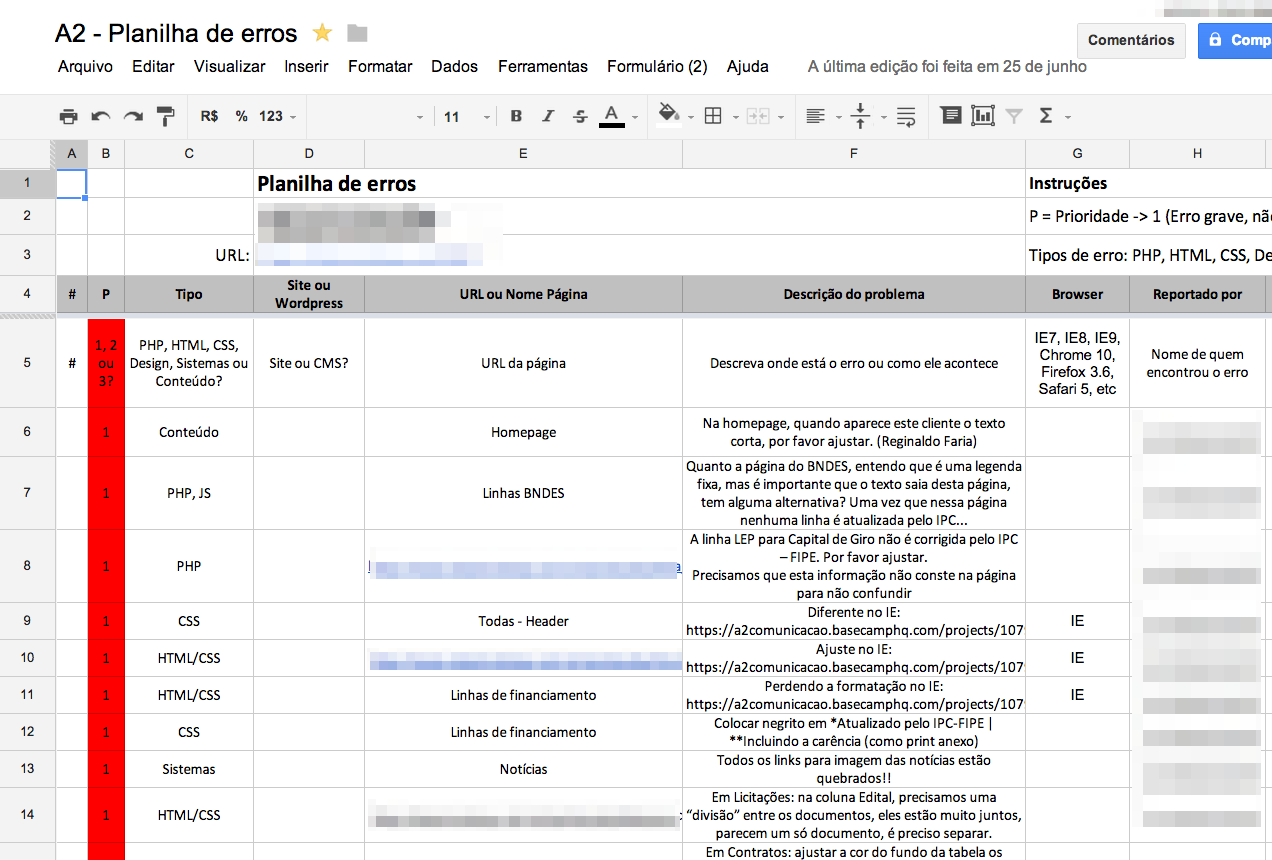 A2 - Planilha de erros
Comentários
Comp
Arquivo Editar Visualizar Inserir Formatar Dados Ferramentas Formulário (2) Ajuda A última edição foi feita em 25 de junho
R$ % 123 11 B I S A Σ
A B C D E F G H
1 Planilha de erros Instruções
2 P = Prioridade -> 1 (Erro grave, nã
3 URL: Tipos de erro: PHP, HTML, CSS, De
4 # P Tipo Site ou Wordpress URL ou Nome Página Descrição do problema Browser Reportado por
5 # 1, 2 ou 3? PHP, HTML, CSS, Design, Sistemas ou Conteúdo? Site ou CMS? URL da página Descreva onde está o erro ou como ele acontece IE7, IE8, IE9, Chrome 10, Firefox 3.6, Safari 5, etc Nome de quem encontrou o erro
6 1 Conteúdo Homepage Na homepage, quando aparece este cliente o texto
corta, por favor ajustar. (Reginaldo Faria)
7 1 PHP, JS Linhas BNDES Quanto a página do BNDES, entendo que é uma legenda
fixa, mas é importante que o texto saia desta página,
tem alguma alternativa? Uma vez que nessa página
nenhuma linha é atualizada pelo IPC...
8 1 PHP A linha LEP para Capital de Giro não é corrigida pelo IPC
– FIPE. Por favor ajustar.
Precisamos que esta informação não conste na página
para não confundir
9 1 CSS Todas - Header Diferente no IE:
https://a2comunicacao.basecamphq.com/projects/107 IE
10 1 HTML/CSS Ajuste no IE:
https://a2comunicacao.basecamphq.com/projects/107 IE
11 1 HTML/CSS Linhas de financiamento Perdendo a formatação no IE:
https://a2comunicacao.basecamphq.com/projects/107 IE
12 1 CSS Linhas de financiamento Colocar negrito em *Atualizado pelo IPC-FIPE |
**Incluindo a carência (como print anexo)
13 1 Sistemas Notícias Todos os links para imagem das notícias estão
quebrados!!
14 1 HTML/CSS Em Licitações: na coluna Edital, precisamos uma
“divisão” entre os documentos, eles estão muito juntos,
parecem um só documento, é preciso separar.
Em Contratos: ajustar a cor do fundo da tabela os